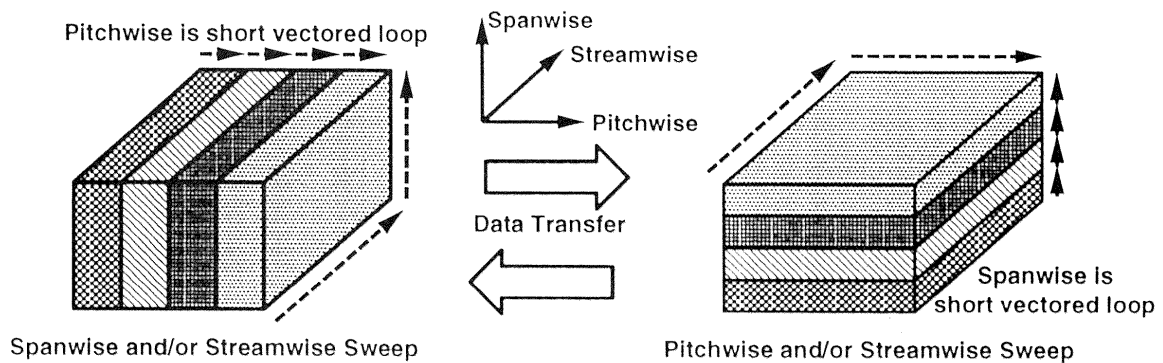 Pitchwise is short vectored loop
Spanwise
Streamwise
Pitchwise
Data Transfer
Spanwise is
short vectored loop
Spanwise and/or Streamwise Sweep
Pitchwise and/or Streamwise Sweep